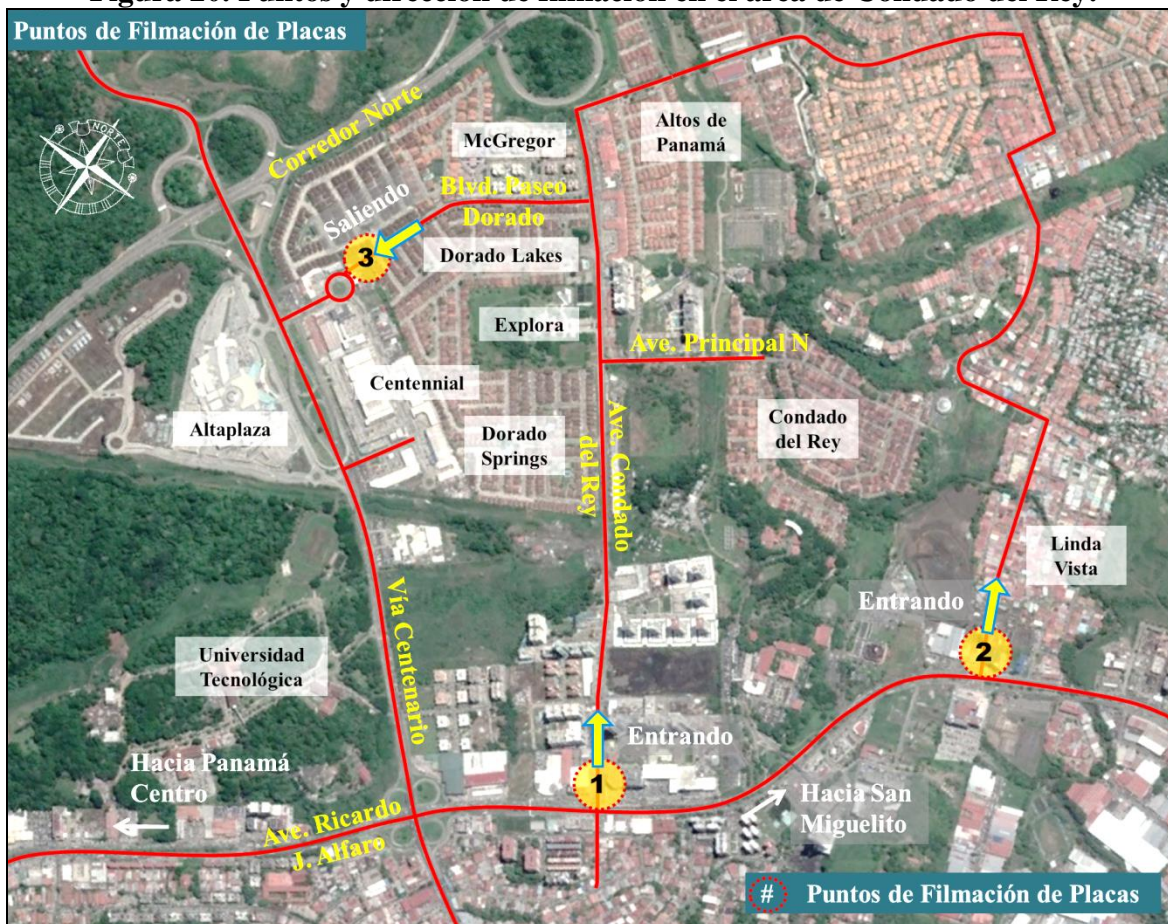 Figura 10. Puntos y dirección de filmación en el área de Condado del Rey.
Puntos de Filmación de Placas
NORTE
Corredor Norte
McGregor
Altos de
Panamá
Blvd. Paseo
Dorado
Saliendo
3
Dorado Lakes
Explora
Ave. Principal N
Centennial
Altaplaza
Dorado
Springs
Ave. Condado
del Rey
Condado
del Rey
Linda
Vista
Entrando
2
Vía Centenario
Universidad
Tecnológica
Entrando
1
Hacia Panamá
Centro
Hacia San
Miguelito
Ave. Ricardo
J. Alfaro
# Puntos de Filmación de Placas